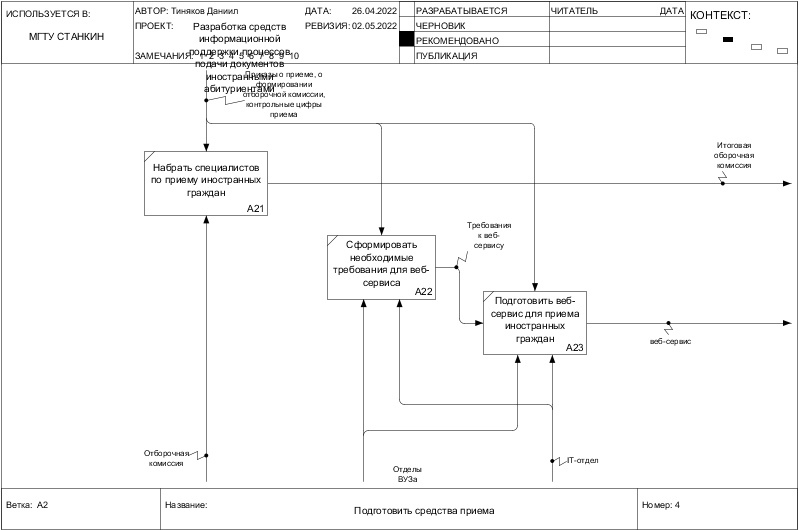 ИСПОЛЬЗУЕТСЯ В:
МГТУ СТАНКИН
АВТОР: Тиняков Даниил
ДАТА: 26.04.2022
ПРОЕКТ:
Разработка средств
информационной
поддержки процессов
подачи документов
иностранными
абитуриентами
РЕВИЗИЯ: 02.05.2022
ЗАМЕЧАНИЯ: 1 2 3 4 5 6 7 8 9 10
РАЗРАБАТЫВАЕТСЯ
ЧЕРНОВИК
РЕКОМЕНДОВАНО
ПУБЛИКАЦИЯ
ЧИТАТЕЛЬ
ДАТА
КОНТЕКСТ:
Приказы о приеме, о
формировании
отборочной комиссии,
контрольные цифры
приема
Набрать специалистов
по приему иностранных
граждан
A21
Итоговая
оборочная
комиссия
Сформировать
необходимые
требования для веб-
сервиса
A22
Требования
к веб-
сервису
Подготовить веб-
сервис для приема
иностранных
граждан
A23
веб-сервис
Отборочная
комиссия
Отделы
ВУЗа
IT-отдел
Ветка: A2
Название:
Подготовить средства приема
Номер: 4